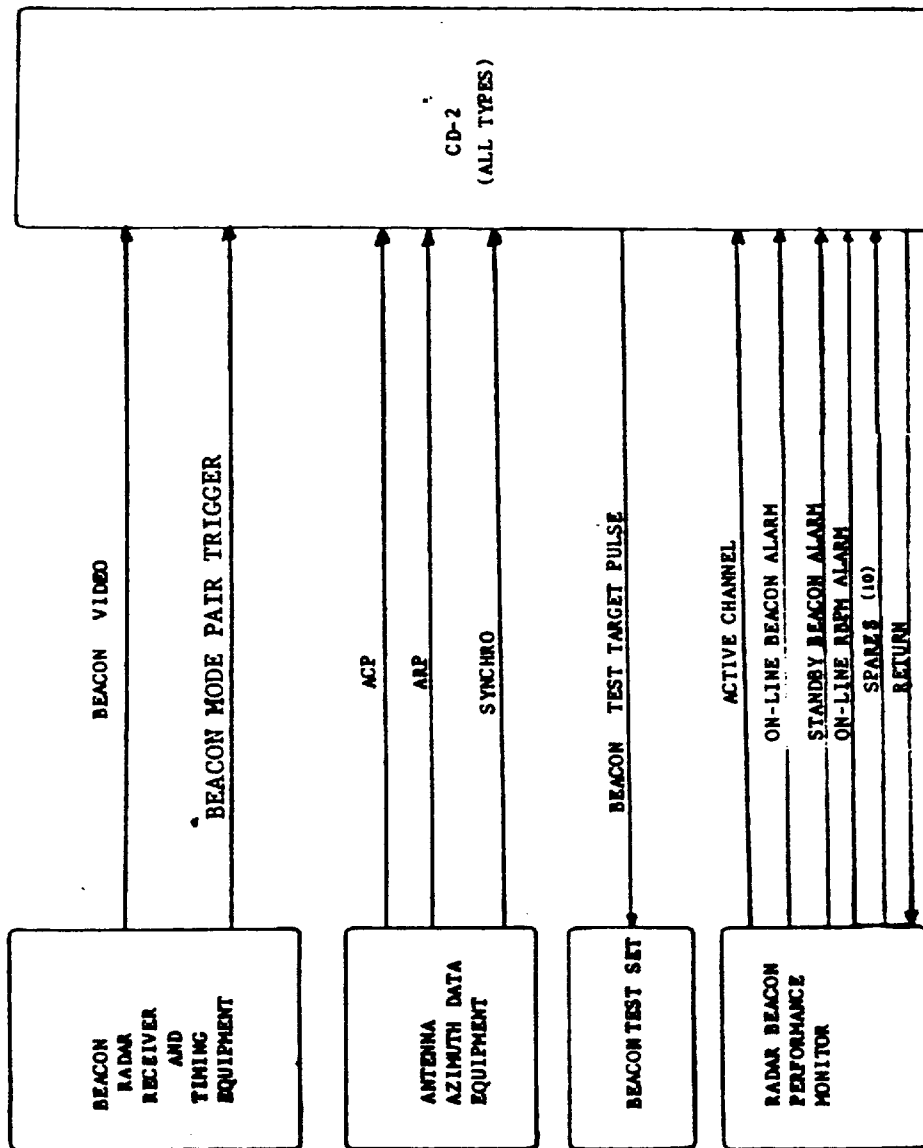 CD-2
(ALL TYPES)
BEACON VIDEO
BEACON MODE PAIR TRIGGER
ACP
ARP
SYNCHRO
BEACON TEST TARGET PULSE
ACTIVE CHANNEL
ON-LINE BEACON ALARM
STANDBY BEACON ALARM
ON-LINE RBPM ALARM
SPARES (10)
RETURN
BEACON
RADAR
RECEIVER
AND
TIMING
EQUIPMENT
ANTENNA
AZIMUTH DATA
EQUIPMENT
BEACON TEST SET
RADAR BEACON
PERFORMANCE
MONITOR